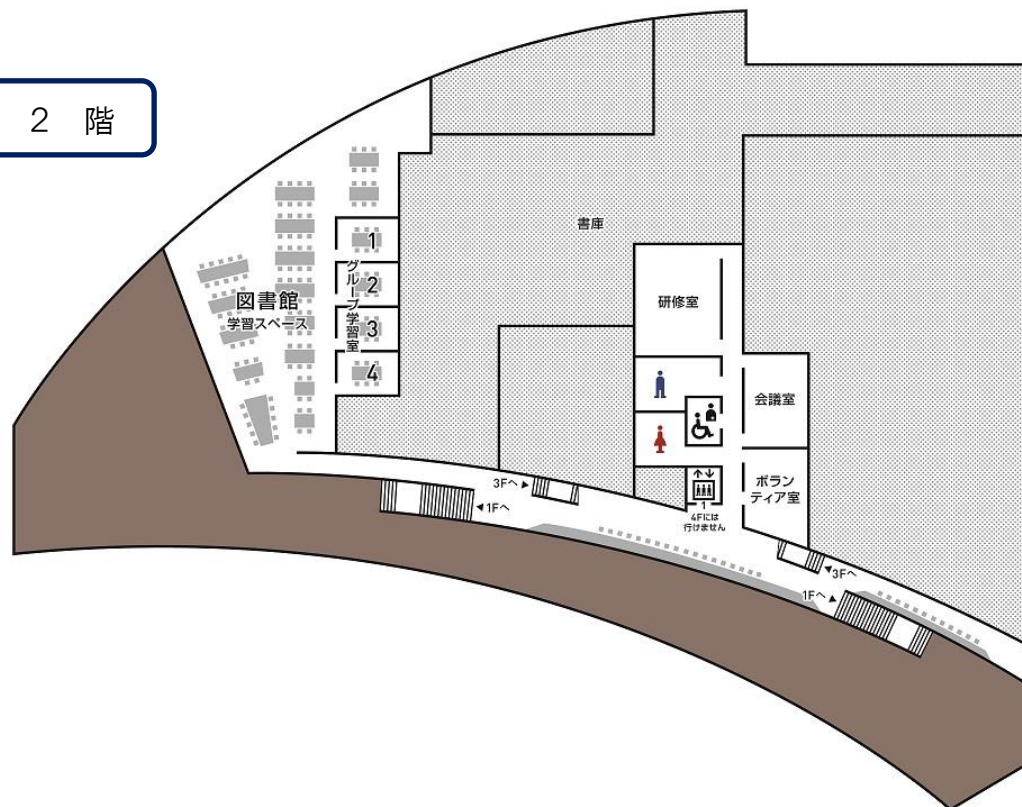 2 階
書庫
1
2
3
4
グループ学習室
図書館
学習スペース
研修室
会議室
ボラン
ティア室
3Fへ▶
◀1Fへ
1
4Fには
行けません
◀3Fへ
1Fへ▶